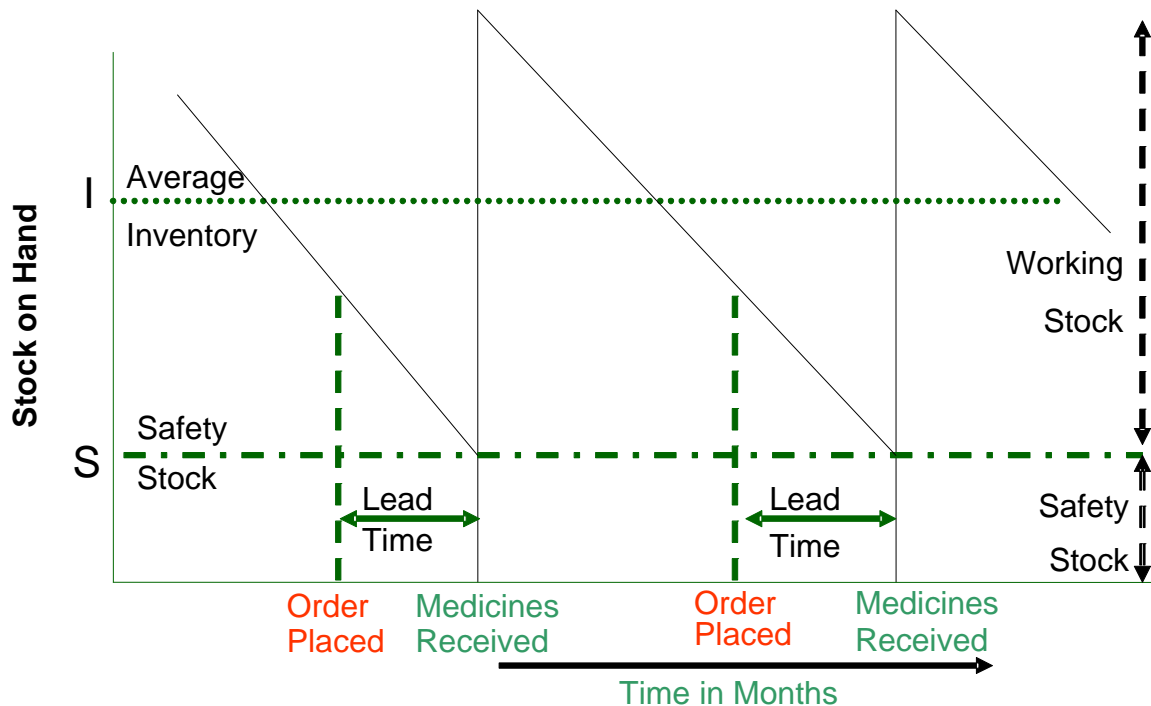 Stock on Hand
I
Average
Inventory
Working
Stock
S
Safety
Stock
Lead
Time
Lead
Time
Safety
Stock
Order
Placed
Medicines
Received
Order
Placed
Medicines
Received
Time in Months